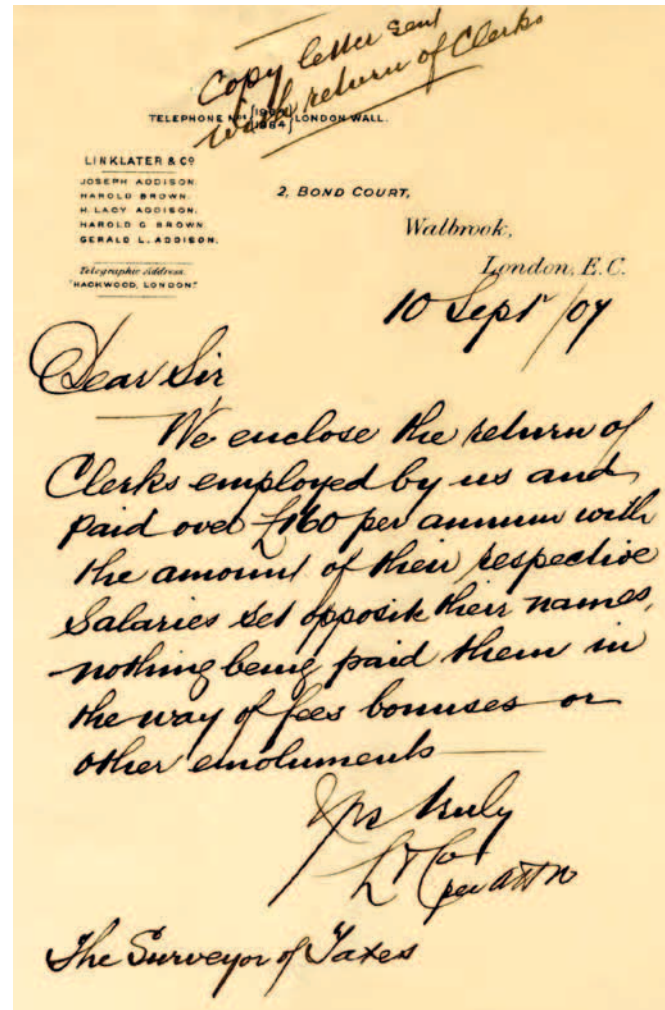 Copy letter sent
with return of Clerks
TELEPHONE Nos LONDON WALL.
LINKLATER & Co
JOSEPH ADDISON.
HAROLD BROWN.
H. LACY ADDISON.
HAROLD G BROWN.
GERALD L. ADDISON.
Telegraphic Address.
"HACKWOOD, LONDON."
2, BOND COURT,
Walbrook,
London, E.C.
10 Sept /07
Dear Sir,
We enclose the return of
Clerks employed by us and
paid over £160 per annum with
the amount of their respective
Salaries set opposite their names,
nothing being paid them in
the way of fees bonuses or
other emoluments
Yrs truly
L & Co
per
The Surveyor of Taxes